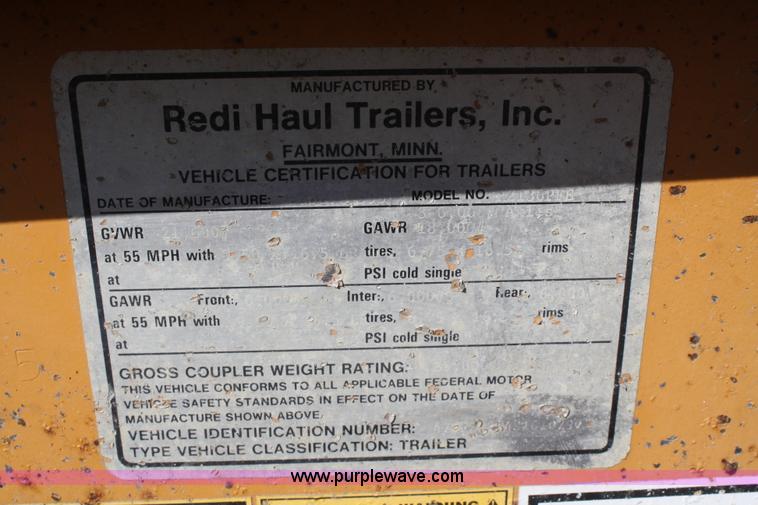 MANUFACTURED BY
Redi Haul Trailers, Inc.
FAIRMONT, MINN.
VEHICLE CERTIFICATION FOR TRAILERS
DATE OF MANUFACTURE: MODEL NO.
GVWR GAWR
at 55 MPH with tires, rims
at PSI cold single
GAWR Front:, Inter:, Rear:,
at 55 MPH with tires, rims
at PSI cold single
GROSS COUPLER WEIGHT RATING:
THIS VEHICLE CONFORMS TO ALL APPLICABLE FEDERAL MOTOR
VEHICLE SAFETY STANDARDS IN EFFECT ON THE DATE OF
MANUFACTURE SHOWN ABOVE.
VEHICLE IDENTIFICATION NUMBER:
TYPE VEHICLE CLASSIFICATION: TRAILER
www.purplewave.com
WARNING